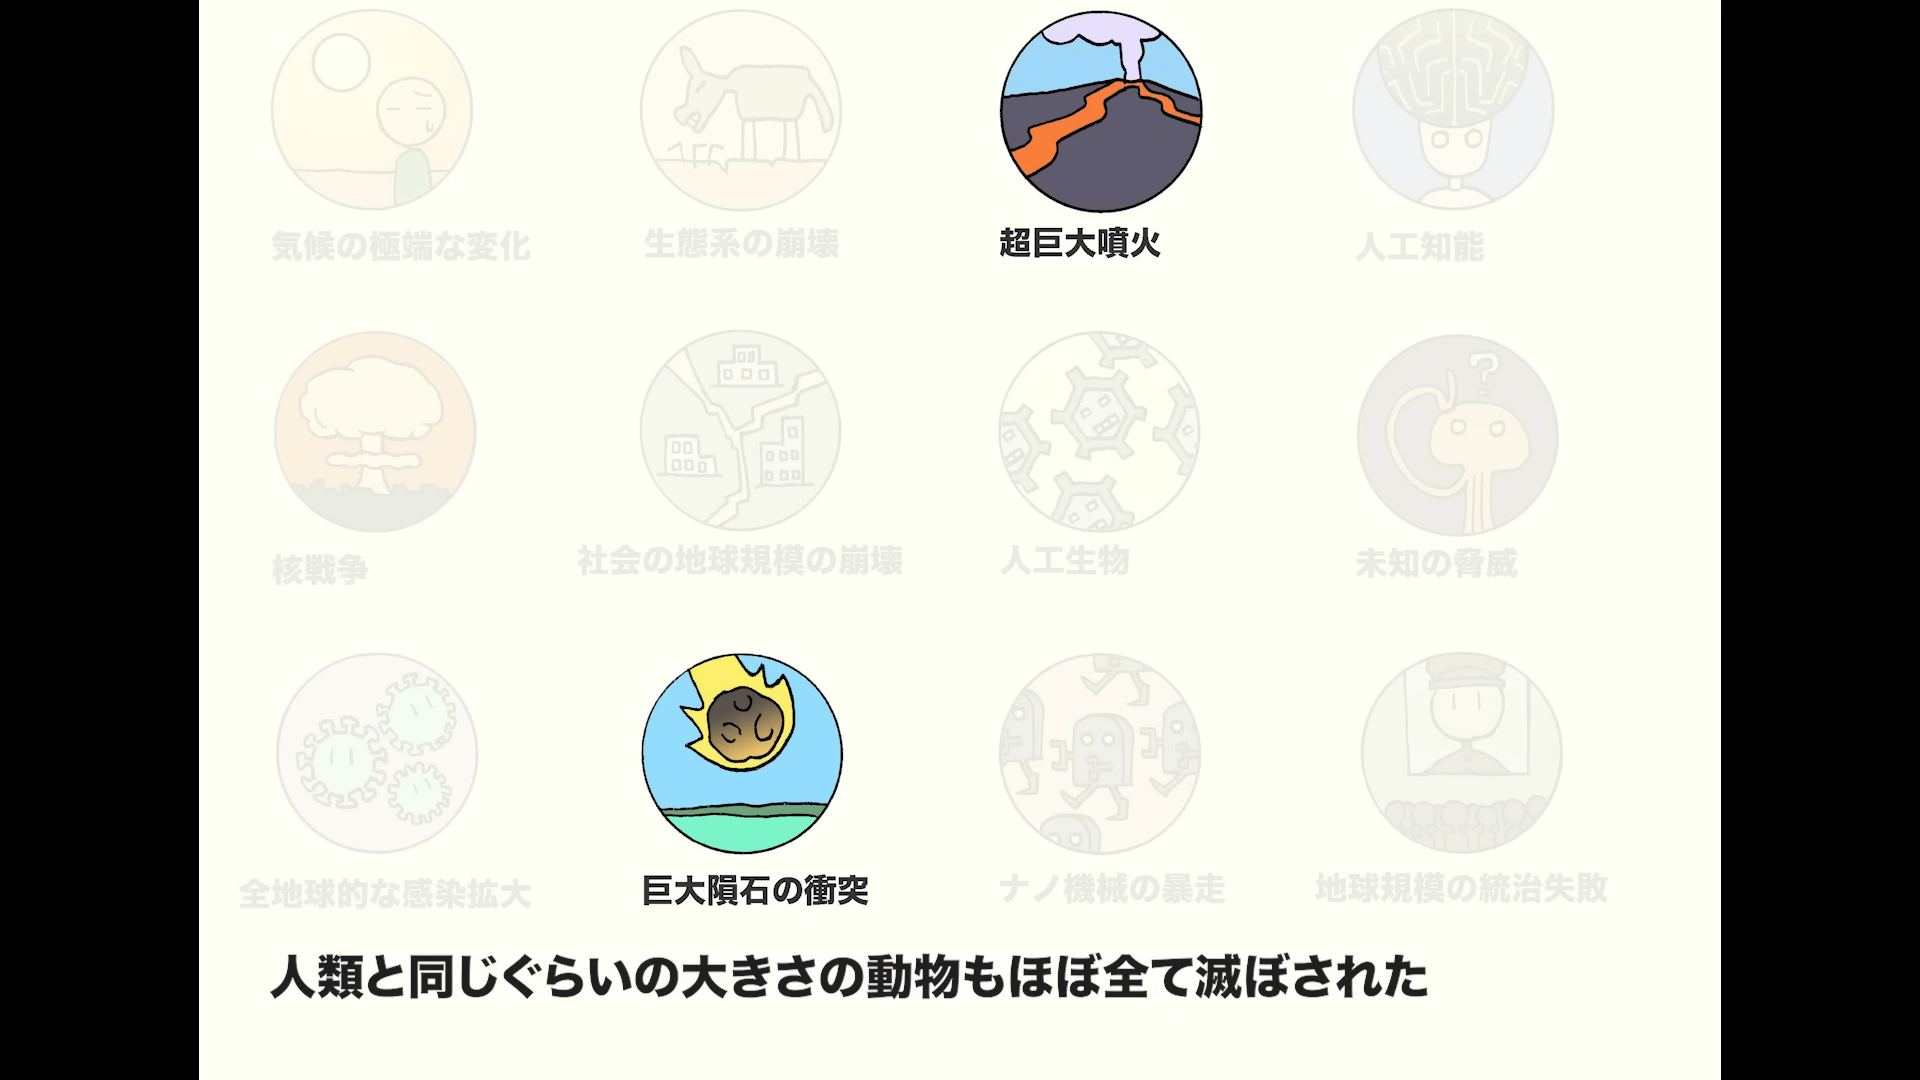 気候の極端な変化
生態系の崩壊
超巨大噴火
人工知能
?
核戦争
社会の地球規模の崩壊
人工生物
未知の脅威
全地球的な感染拡大
巨大隕石の衝突
ナノ機械の暴走
地球規模の統治失敗
人類と同じぐらいの大きさの動物もほぼ全て滅ぼされた